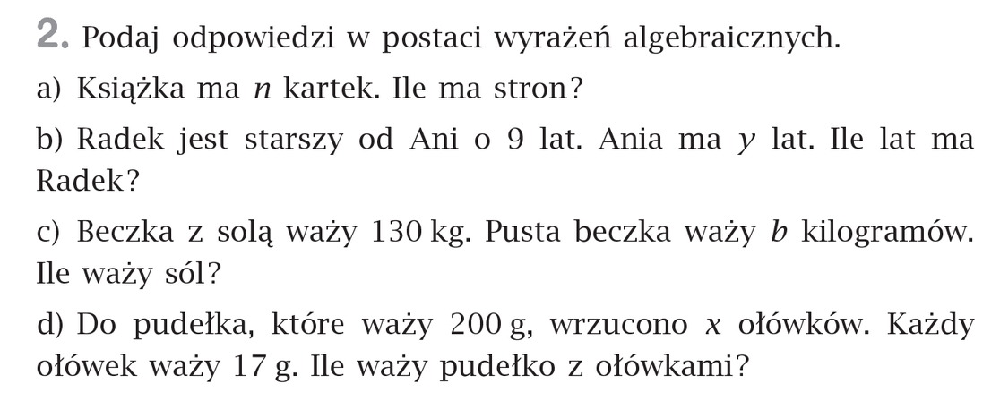 2. Podaj odpowiedzi w postaci wyrażeń algebraicznych.
a) Książka ma n kartek. Ile ma stron?
b) Radek jest starszy od Ani o 9 lat. Ania ma y lat. Ile lat ma
Radek?
c) Beczka z solą waży 130 kg. Pusta beczka waży b kilogramów.
Ile waży sól?
d) Do pudełka, które waży 200 g, wrzucono x ołówków. Każdy
ołówek waży 17 g. Ile waży pudełko z ołówkami?